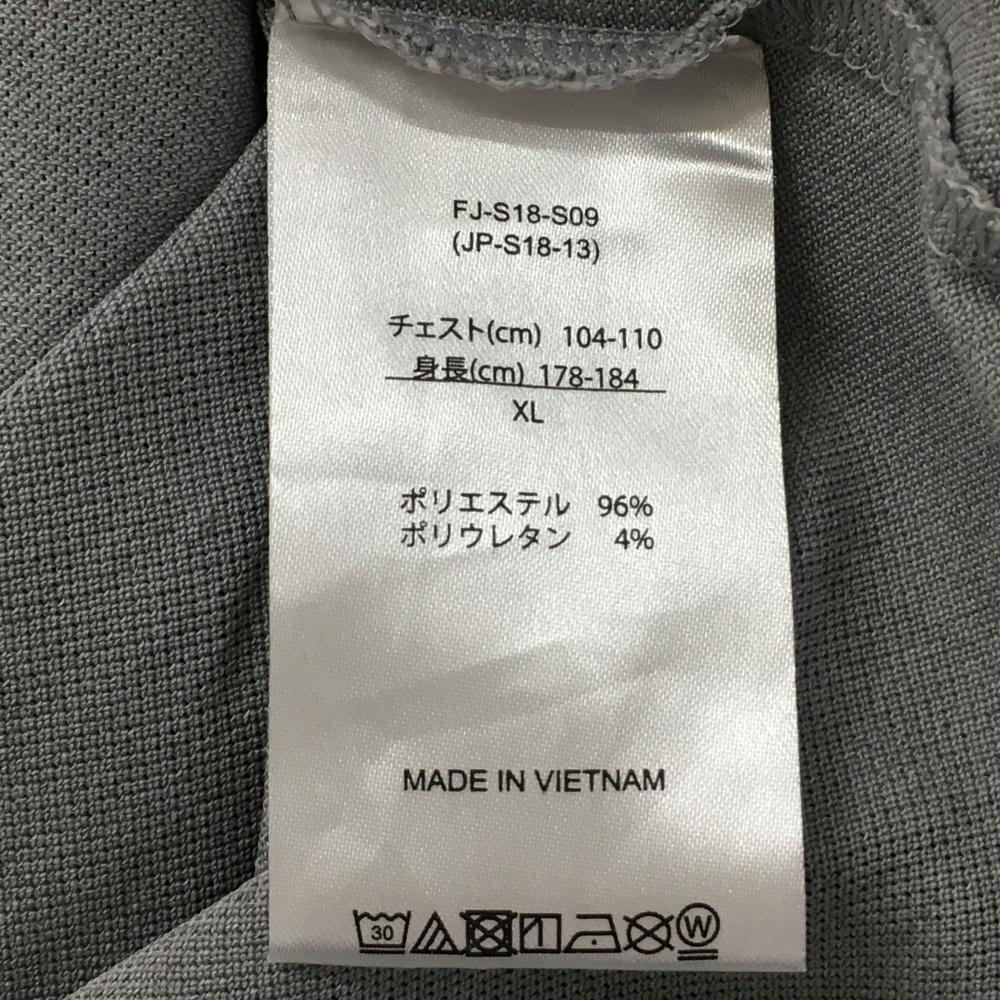 FJ-S18-S09
(JP-S18-13)
チェスト(cm) 104-110
身長(cm) 178-184
XL
ポリエステル 96%
ポリウレタン 4%
MADE IN VIETNAM
30
W